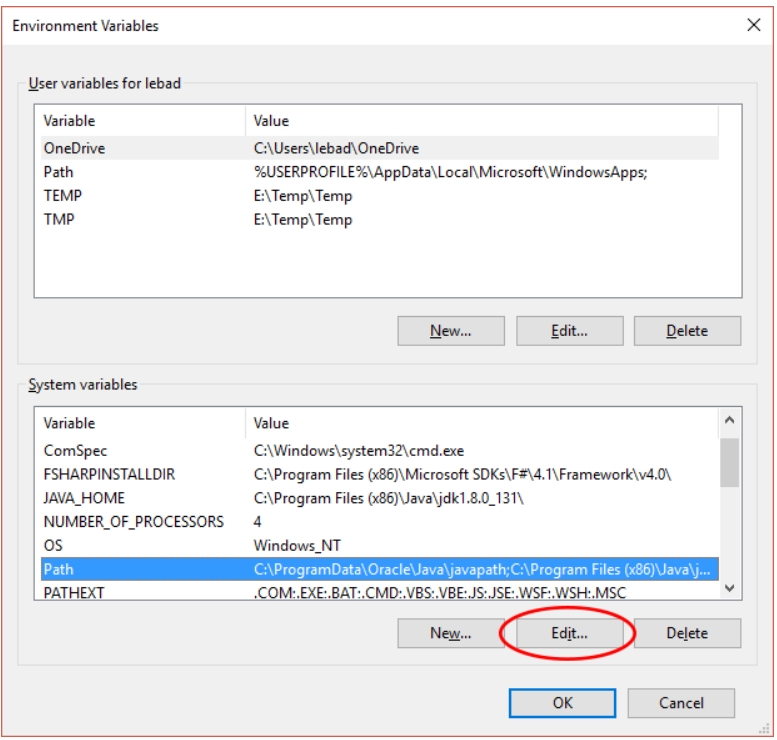 Environment Variables
User variables for lebad
Variable Value
OneDrive C:\Users\lebad\OneDrive
Path %USERPROFILE%\AppData\Local\Microsoft\WindowsApps;
TEMP E:\Temp\Temp
TMP E:\Temp\Temp
New... Edit... Delete
System variables
Variable Value
ComSpec C:\Windows\system32\cmd.exe
FSHARPINSTALLDIR C:\Program Files (x86)\Microsoft SDKs\F#\4.1\Framework\v4.0\
JAVA_HOME C:\Program Files (x86)\Java\jdk1.8.0_131\
NUMBER_OF_PROCESSORS 4
OS Windows_NT
Path C:\ProgramData\Oracle\Java\javapath;C:\Program Files (x86)\Java\j...
PATHEXT .COM;.EXE;.BAT;.CMD;.VBS;.VBE;.JS;.JSE;.WSF;.WSH;.MSC
New... Edit... Delete
OK Cancel